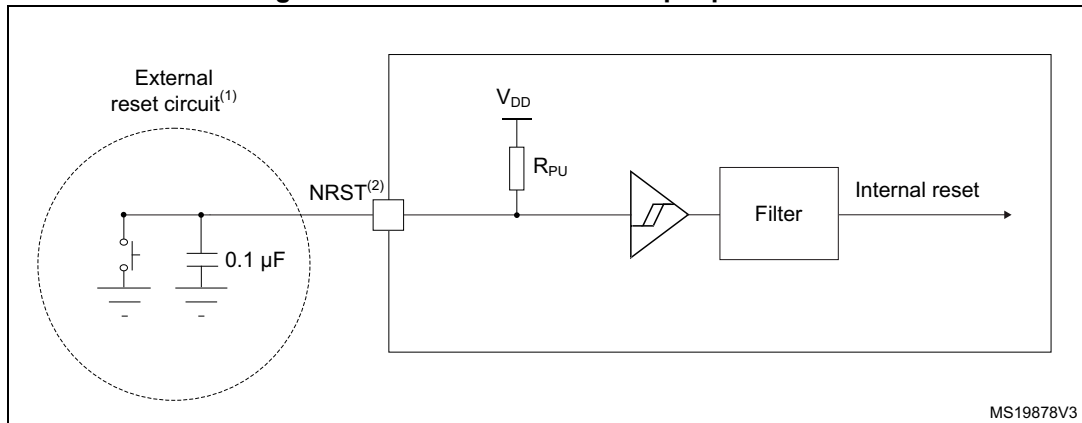 External
reset circuit(1)
VDD
RPU
NRST(2)
0.1 µF
Filter
Internal reset
MS19878V3